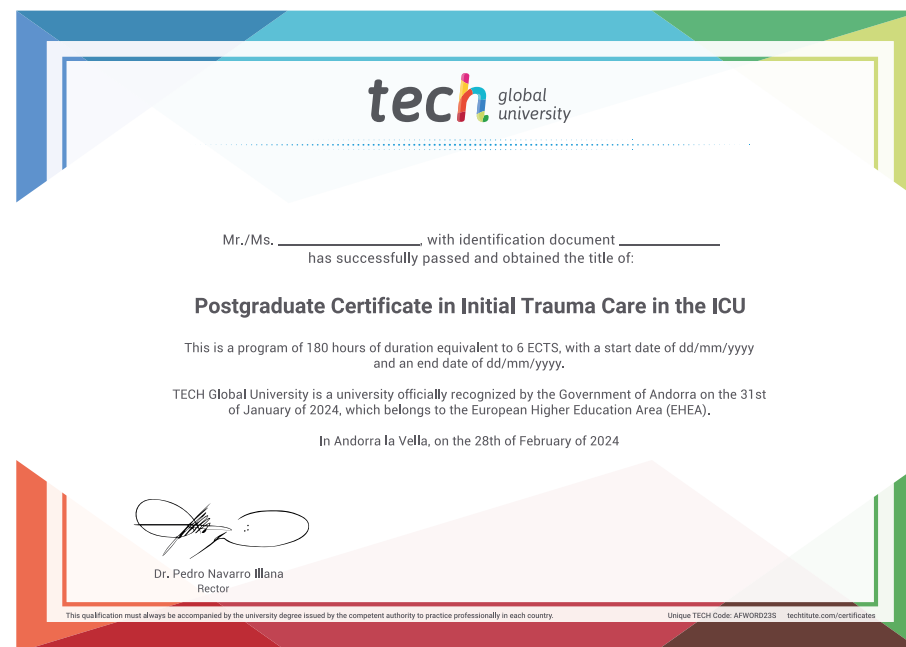 tech global
university
Mr./Ms. ____________________, with identification document ______________
has successfully passed and obtained the title of:
Postgraduate Certificate in Initial Trauma Care in the ICU
This is a program of 180 hours of duration equivalent to 6 ECTS, with a start date of dd/mm/yyyy
and an end date of dd/mm/yyyy.
TECH Global University is a university officially recognized by the Government of Andorra on the 31st
of January of 2024, which belongs to the European Higher Education Area (EHEA).
In Andorra la Vella, on the 28th of February of 2024
Dr. Pedro Navarro Illana
Rector
This qualification must always be accompanied by the university degree issued by the competent authority to practice professionally in each country.
Unique TECH Code: AFWORD23S techtitute.com/certificates